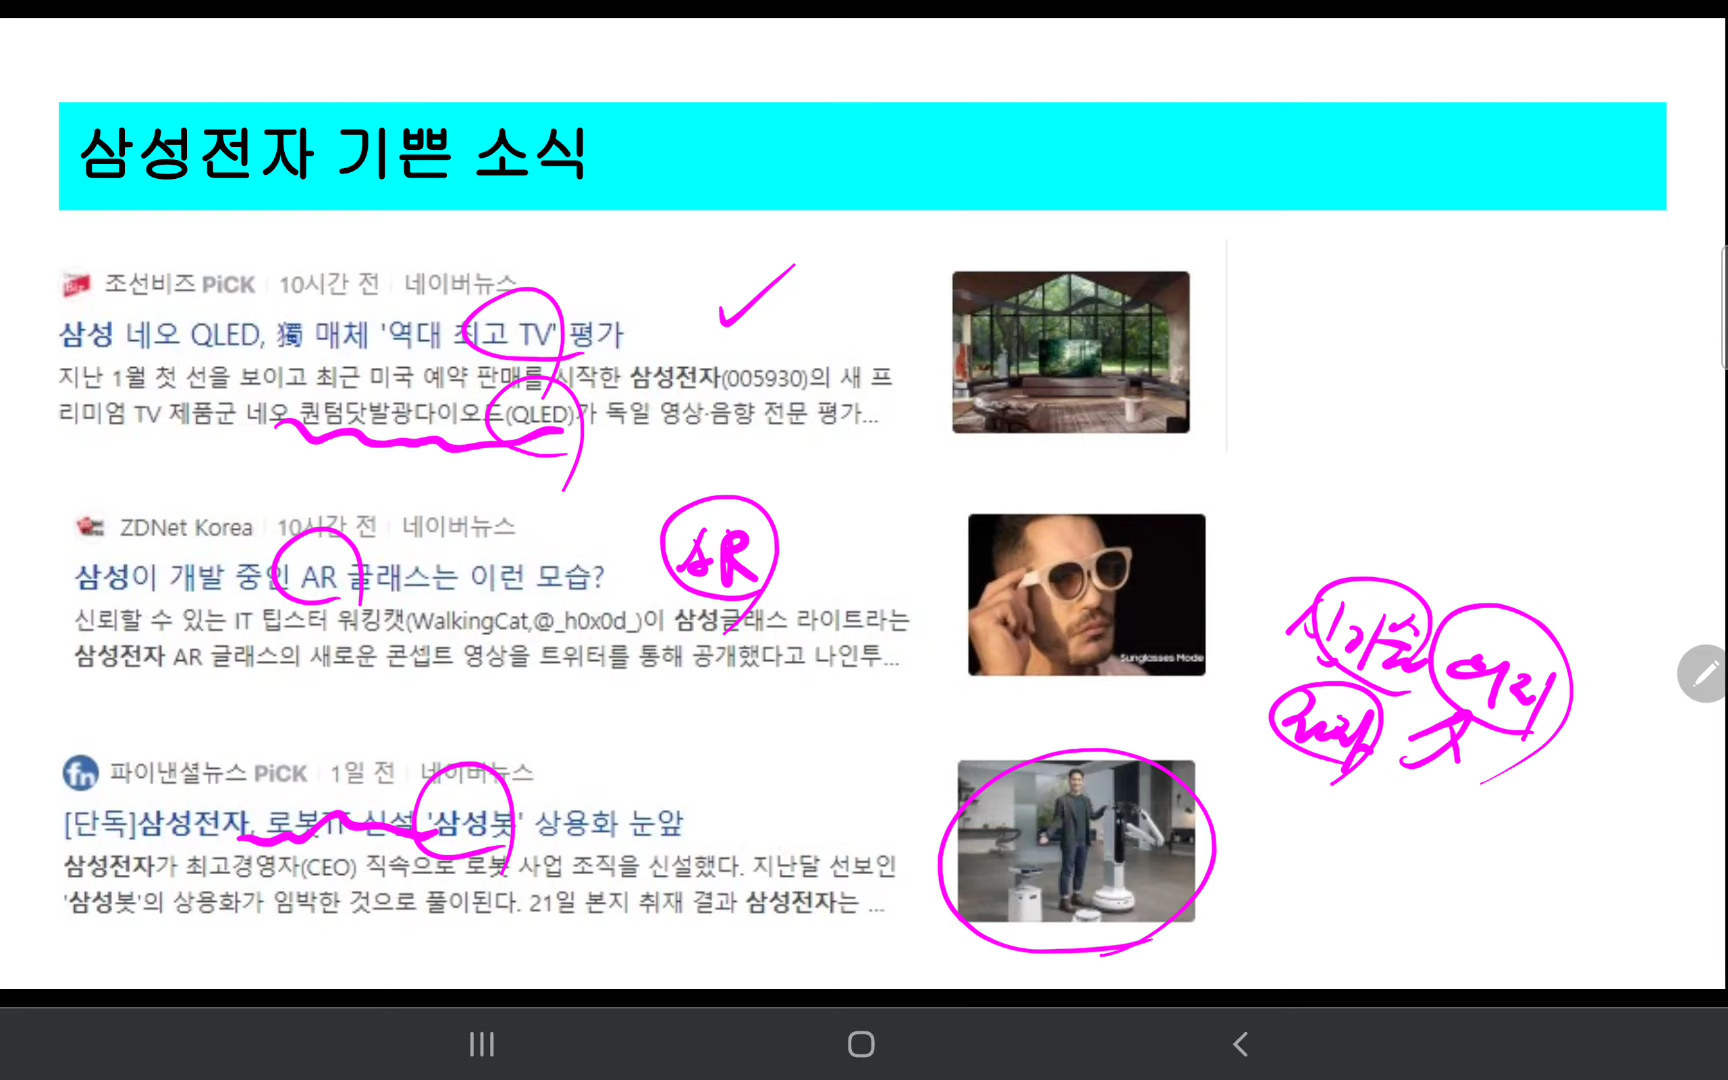 삼성전자 기쁜 소식
조선비즈 PiCK 10시간 전 네이버뉴스
삼성 네오 QLED, 獨 매체 '역대 최고 TV' 평가
지난 1월 첫 선을 보이고 최근 미국 예약 판매를 시작한 삼성전자(005930)의 새 프
리미엄 TV 제품군 네오 퀀텀닷발광다이오드(QLED)가 독일 영상·음향 전문 평가...
ZDNet Korea 10시간 전 네이버뉴스
AR
삼성이 개발 중인 AR 글래스는 이런 모습?
신뢰할 수 있는 IT 팁스터 워킹캣(WalkingCat,@_h0x0d_)이 삼성글래스 라이트라는
삼성전자 AR 글래스의 새로운 콘셉트 영상을 트위터를 통해 공개했다고 나인투...
Sunglasses Mode
신기술
파이낸셜뉴스 PiCK 1일 전 네이버뉴스
[단독]삼성전자, 로봇TF 신설 '삼성봇' 상용화 눈앞
삼성전자가 최고경영자(CEO) 직속으로 로봇 사업 조직을 신설했다. 지난달 선보인
'삼성봇'의 상용화가 임박한 것으로 풀이된다. 21일 본지 취재 결과 삼성전자는 ...